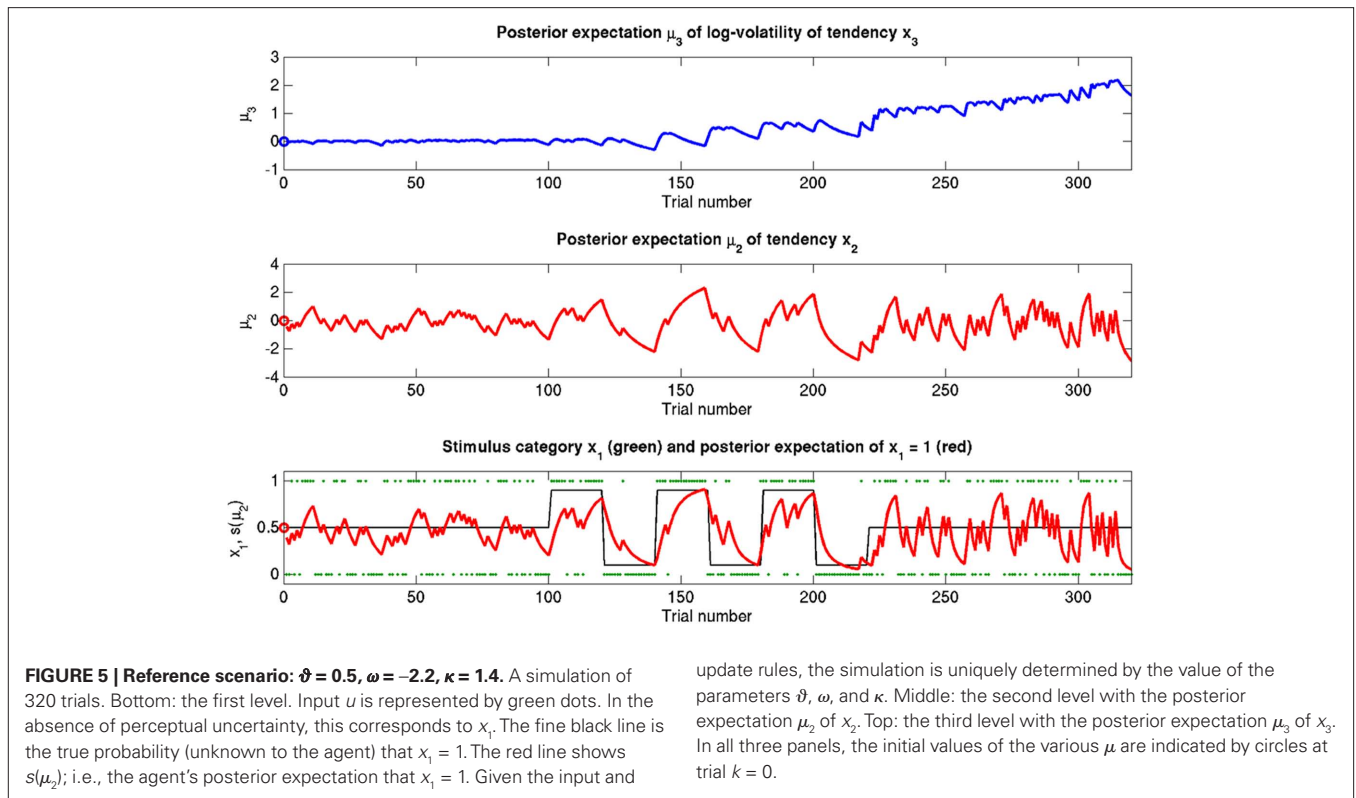 Posterior expectation μ3 of log-volatility of tendency x3
3
2
1
0
-1
μ3
0 50 100 150 200 250 300
Trial number
Posterior expectation μ2 of tendency x2
4
2
0
-2
-4
μ2
0 50 100 150 200 250 300
Trial number
Stimulus category x1 (green) and posterior expectation of x1 = 1 (red)
1
0.5
0
x1, s(μ2)
0 50 100 150 200 250 300
Trial number
FIGURE 5 | Reference scenario: ϑ = 0.5, ω = −2.2, κ = 1.4. A simulation of
320 trials. Bottom: the first level. Input u is represented by green dots. In the
absence of perceptual uncertainty, this corresponds to x1. The fine black line is
the true probability (unknown to the agent) that x1 = 1. The red line shows
s(μ2); i.e., the agent's posterior expectation that x1 = 1. Given the input and
update rules, the simulation is uniquely determined by the value of the
parameters ϑ, ω, and κ. Middle: the second level with the posterior
expectation μ2 of x2. Top: the third level with the posterior expectation μ3 of x3.
In all three panels, the initial values of the various μ are indicated by circles at
trial k = 0.